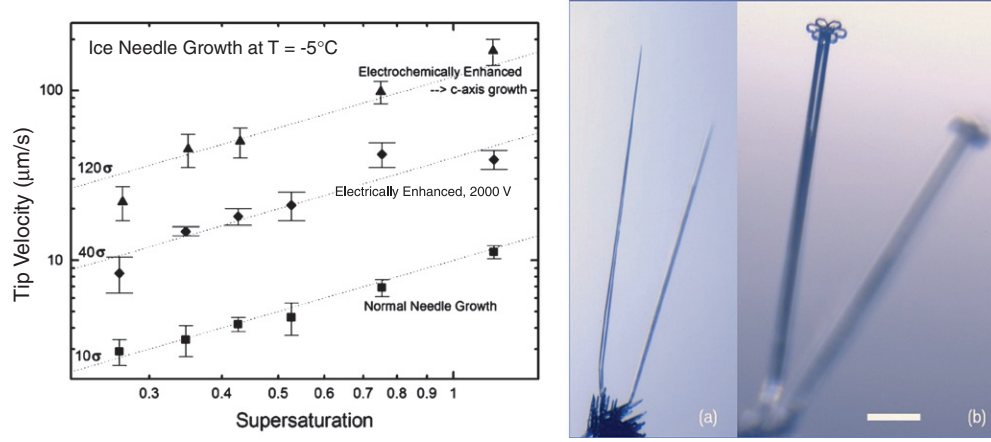 Ice Needle Growth at T = -5°C
Electrochemically Enhanced
--> c-axis growth
Electrically Enhanced, 2000 V
Normal Needle Growth
120σ
40σ
10σ
100
10
Tip Velocity (μm/s)
0.3
0.4
0.5
0.6
0.7
0.8
0.9
1
Supersaturation
(a)
(b)